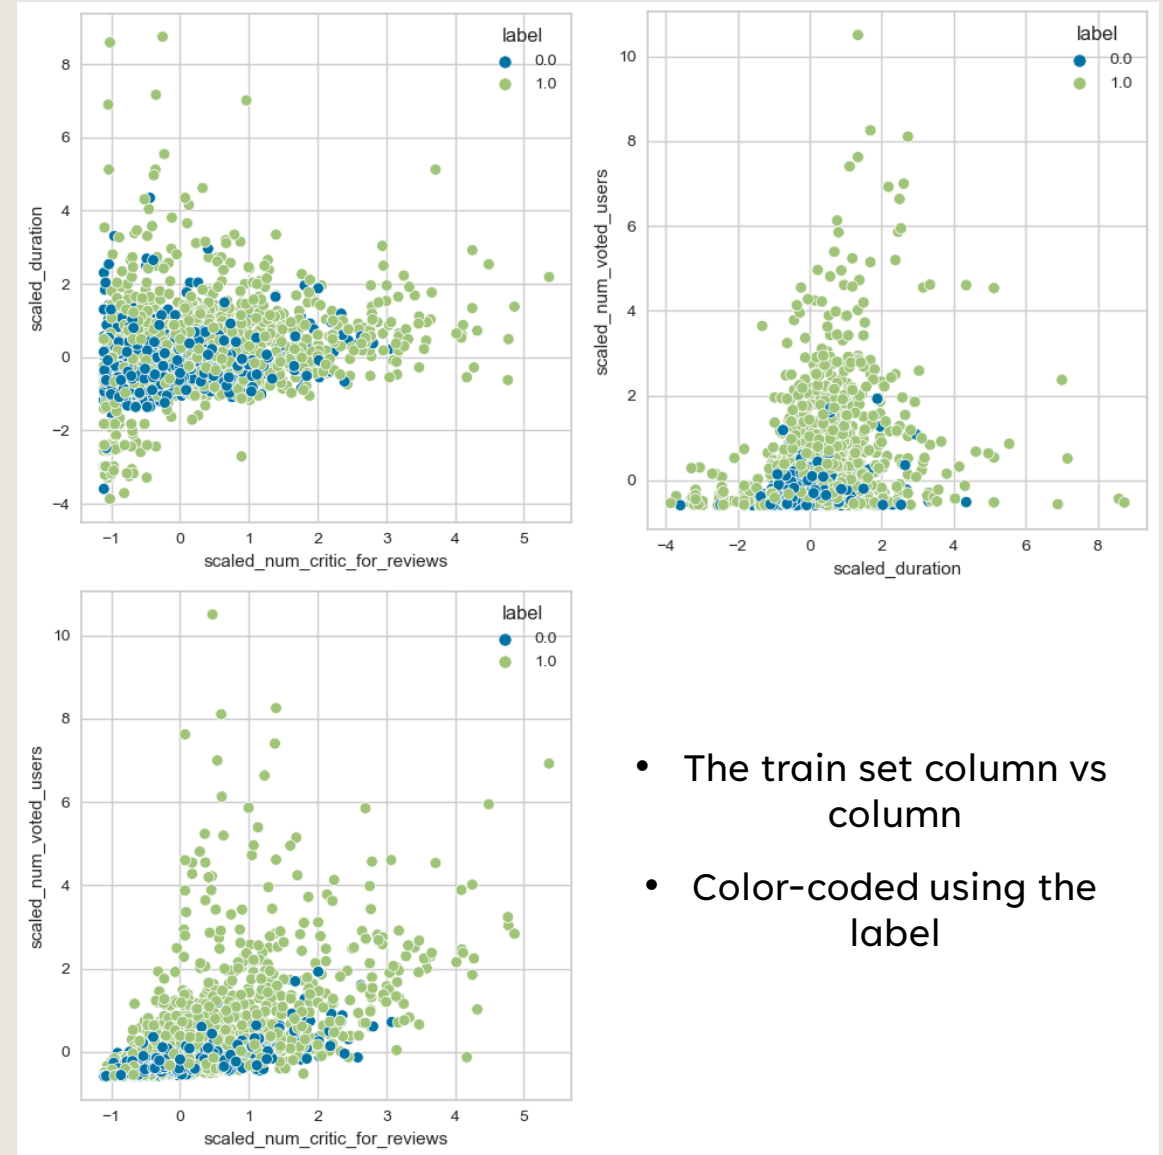 label
0.0
1.0
8
6
4
2
0
−2
−4
scaled_duration
−1 0 1 2 3 4 5
scaled_num_critic_for_reviews
label
0.0
1.0
10
8
6
4
2
0
scaled_num_voted_users
−4 −2 0 2 4 6 8
scaled_duration
label
0.0
1.0
10
8
6
4
2
0
scaled_num_voted_users
−1 0 1 2 3 4 5
scaled_num_critic_for_reviews
• The train set column vs
column
• Color-coded using the
label